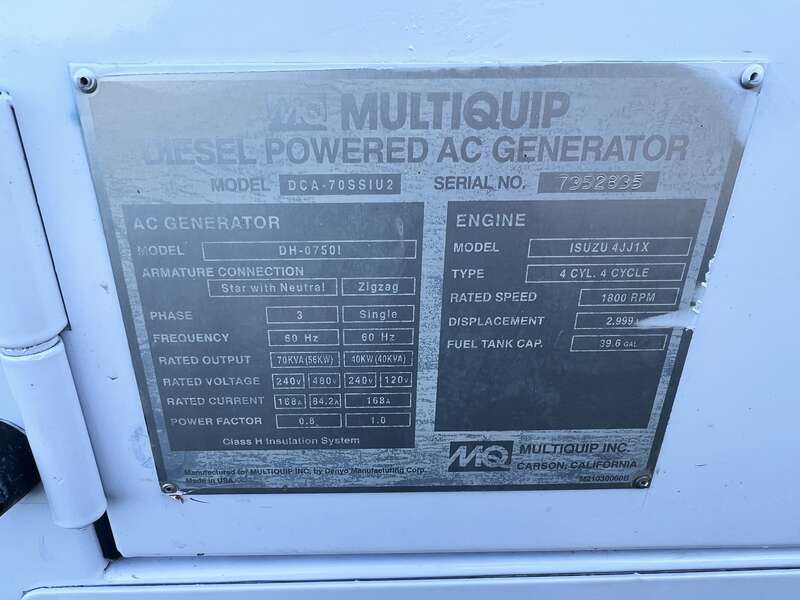 MQ MULTIQUIP
DIESEL POWERED AC GENERATOR
MODEL DCA-70SSIU2 SERIAL NO. 7352835
AC GENERATOR
MODEL DH-0750I
ARMATURE CONNECTION
Star with Neutral Zigzag
PHASE 3 Single
FREQUENCY 60 Hz 60 Hz
RATED OUTPUT 70KVA (56KW) 40KW (40KVA)
RATED VOLTAGE 240V 480V 240V 120V
RATED CURRENT 168A 84.2A 168A
POWER FACTOR 0.8 1.0
Class H Insulation System
ENGINE
MODEL ISUZU 4JJ1X
TYPE 4 CYL. 4 CYCLE
RATED SPEED 1800 RPM
DISPLACEMENT 2.999
FUEL TANK CAP. 39.6 GAL
MQ MULTIQUIP INC.
CARSON, CALIFORNIA
Manufactured for MULTIQUIP INC. by Denyo Manufacturing Corp.
Made in USA
M21030060B